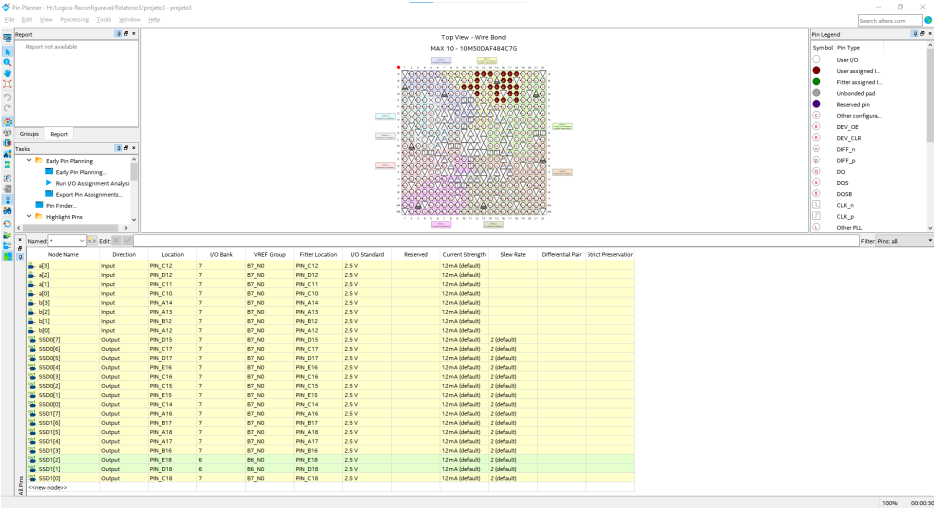 Pin Planner - H:/Logica-Reconfiguravel/Relatorio3/projeto3 - projeto3
File Edit View Processing Tools Window Help
Search altera.com
Report
Report not available
Groups Report
Tasks
Early Pin Planning
Early Pin Planning...
Run I/O Assignment Analysi
Export Pin Assignments...
Pin Finder...
Highlight Pins
Top View - Wire Bond
MAX 10 - 10M50DAF484C7G
Pin Legend
Symbol Pin Type
User I/O
User assigned I...
Fitter assigned I...
Unbonded pad
Reserved pin
Other configura...
DEV_OE
DEV_CLR
DIFF_n
DIFF_p
DQ
DQS
DQSB
CLK_n
CLK_p
Other PLL
Named: * Edit: Filter: Pins: all
Node Name Direction Location I/O Bank VREF Group Fitter Location I/O Standard Reserved Current Strength Slew Rate Differential Pair Strict Preservation
a[3] Input PIN_C12 7 B7_N0 PIN_C12 2.5 V 12mA (default)
a[2] Input PIN_D12 7 B7_N0 PIN_D12 2.5 V 12mA (default)
a[1] Input PIN_C11 7 B7_N0 PIN_C11 2.5 V 12mA (default)
a[0] Input PIN_C10 7 B7_N0 PIN_C10 2.5 V 12mA (default)
b[3] Input PIN_A14 7 B7_N0 PIN_A14 2.5 V 12mA (default)
b[2] Input PIN_A13 7 B7_N0 PIN_A13 2.5 V 12mA (default)
b[1] Input PIN_B12 7 B7_N0 PIN_B12 2.5 V 12mA (default)
b[0] Input PIN_A12 7 B7_N0 PIN_A12 2.5 V 12mA (default)
SSD0[7] Output PIN_D15 7 B7_N0 PIN_D15 2.5 V 12mA (default) 2 (default)
SSD0[6] Output PIN_C17 7 B7_N0 PIN_C17 2.5 V 12mA (default) 2 (default)
SSD0[5] Output PIN_D17 7 B7_N0 PIN_D17 2.5 V 12mA (default) 2 (default)
SSD0[4] Output PIN_E16 7 B7_N0 PIN_E16 2.5 V 12mA (default) 2 (default)
SSD0[3] Output PIN_C16 7 B7_N0 PIN_C16 2.5 V 12mA (default) 2 (default)
SSD0[2] Output PIN_C15 7 B7_N0 PIN_C15 2.5 V 12mA (default) 2 (default)
SSD0[1] Output PIN_E15 7 B7_N0 PIN_E15 2.5 V 12mA (default) 2 (default)
SSD0[0] Output PIN_C14 7 B7_N0 PIN_C14 2.5 V 12mA (default) 2 (default)
SSD1[7] Output PIN_A16 7 B7_N0 PIN_A16 2.5 V 12mA (default) 2 (default)
SSD1[6] Output PIN_B17 7 B7_N0 PIN_B17 2.5 V 12mA (default) 2 (default)
SSD1[5] Output PIN_A18 7 B7_N0 PIN_A18 2.5 V 12mA (default) 2 (default)
SSD1[4] Output PIN_A17 7 B7_N0 PIN_A17 2.5 V 12mA (default) 2 (default)
SSD1[3] Output PIN_B16 7 B7_N0 PIN_B16 2.5 V 12mA (default) 2 (default)
SSD1[2] Output PIN_E18 6 B6_N0 PIN_E18 2.5 V 12mA (default) 2 (default)
SSD1[1] Output PIN_D18 6 B6_N0 PIN_D18 2.5 V 12mA (default) 2 (default)
SSD1[0] Output PIN_C18 7 B7_N0 PIN_C18 2.5 V 12mA (default) 2 (default)
<<new node>>
All Pins
100% 00:00:30